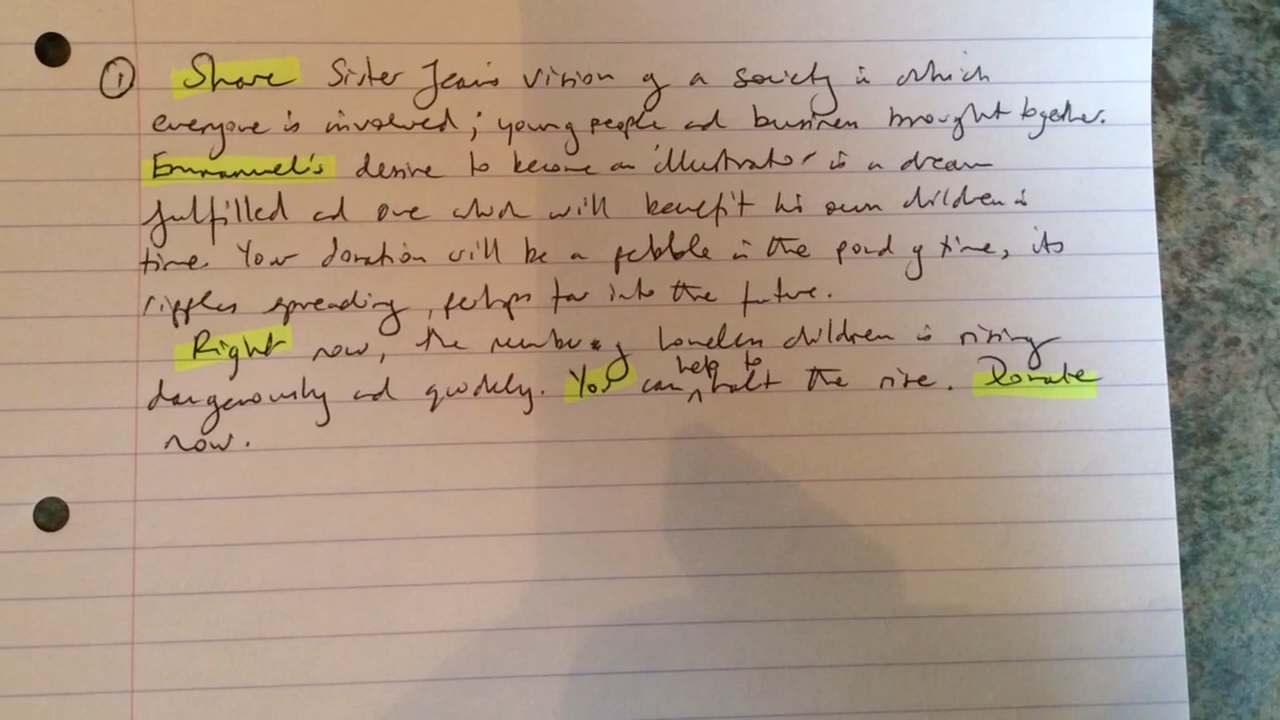 ① Share Sister Jean's vision of a society in which
everyone is involved; young people and business brought together.
Emmanuel's desire to become an illustrator is a dream
fulfilled and one which will benefit his own children in
time. Your donation will be a pebble in the pond of time, its
ripples spreading, perhaps far into the future.
Right now, the number of homeless children is rising
dangerously and quickly. You can help to halt the rise. Donate
now.